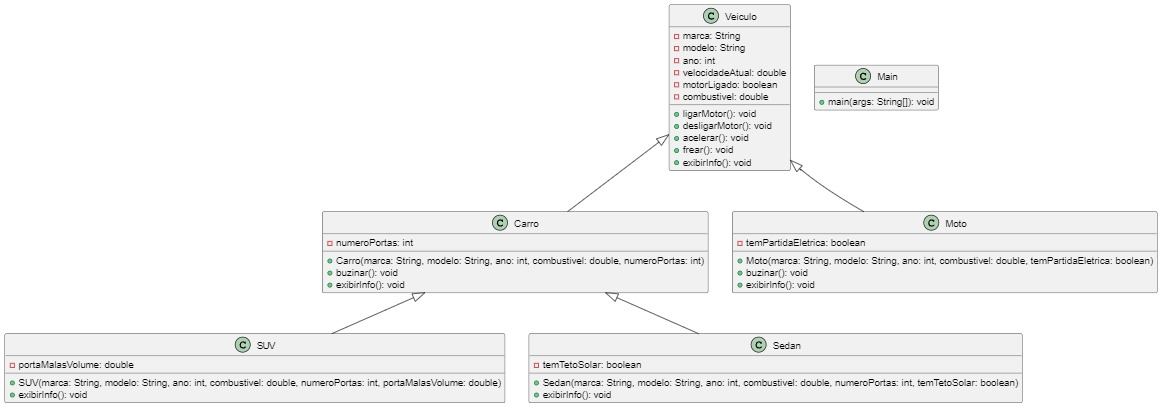 C Veiculo
marca: String
modelo: String
ano: int
velocidadeAtual: double
motorLigado: boolean
combustivel: double
ligarMotor(): void
desligarMotor(): void
acelerar(): void
frear(): void
exibirInfo(): void
C Main
main(args: String[]): void
C Carro
numeroPortas: int
Carro(marca: String, modelo: String, ano: int, combustivel: double, numeroPortas: int)
buzinar(): void
exibirInfo(): void
C Moto
temPartidaEletrica: boolean
Moto(marca: String, modelo: String, ano: int, combustivel: double, temPartidaEletrica: boolean)
buzinar(): void
exibirInfo(): void
C SUV
portaMalasVolume: double
SUV(marca: String, modelo: String, ano: int, combustivel: double, numeroPortas: int, portaMalasVolume: double)
exibirInfo(): void
C Sedan
temTetoSolar: boolean
Sedan(marca: String, modelo: String, ano: int, combustivel: double, numeroPortas: int, temTetoSolar: boolean)
exibirInfo(): void